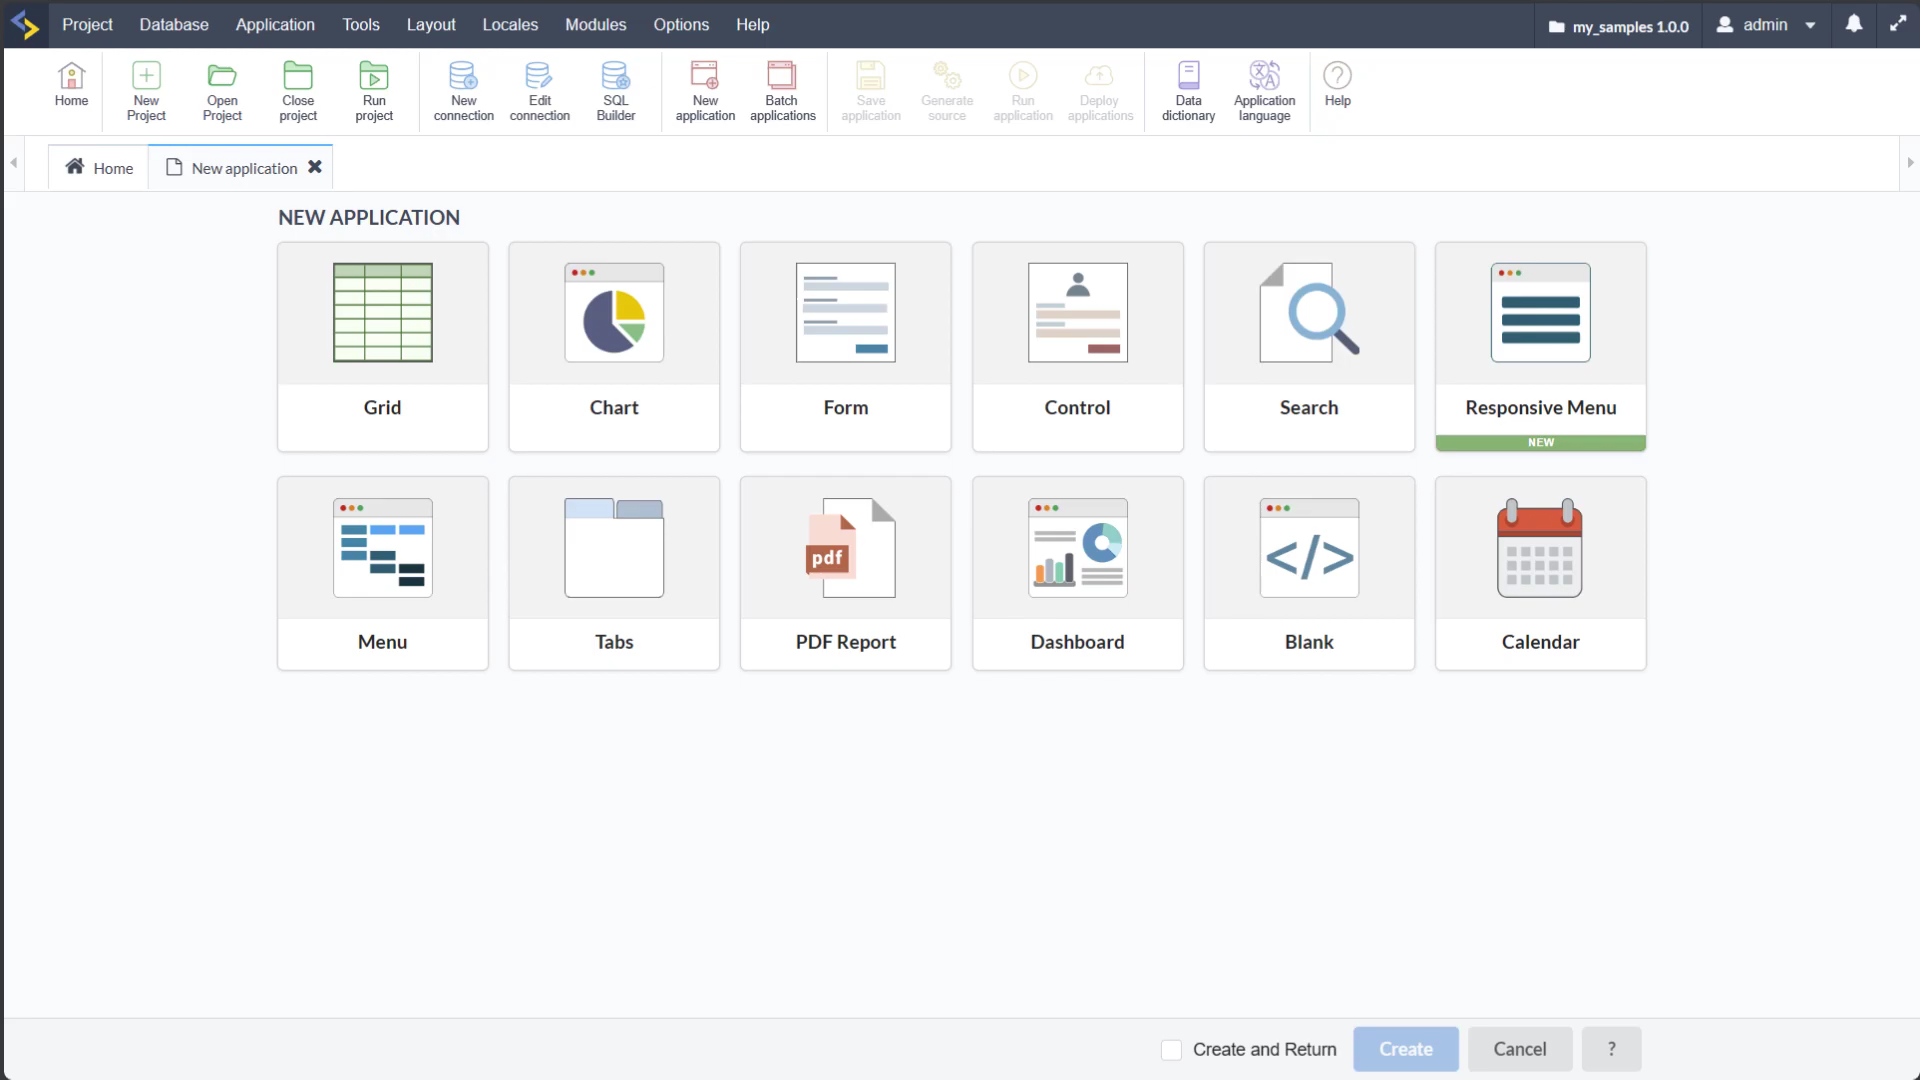 Project Database Application Tools Layout Locales Modules Options Help my_samples 1.0.0 admin
Home
New Project
Open Project
Close project
Run project
New connection
Edit connection
SQL Builder
New application
Batch applications
Save application
Generate source
Run application
Deploy applications
Data dictionary
Application language
Help
Home New application
NEW APPLICATION
Grid Chart Form Control Search Responsive Menu
NEW
pdf
</>
Menu Tabs PDF Report Dashboard Blank Calendar
Create and Return Create Cancel ?